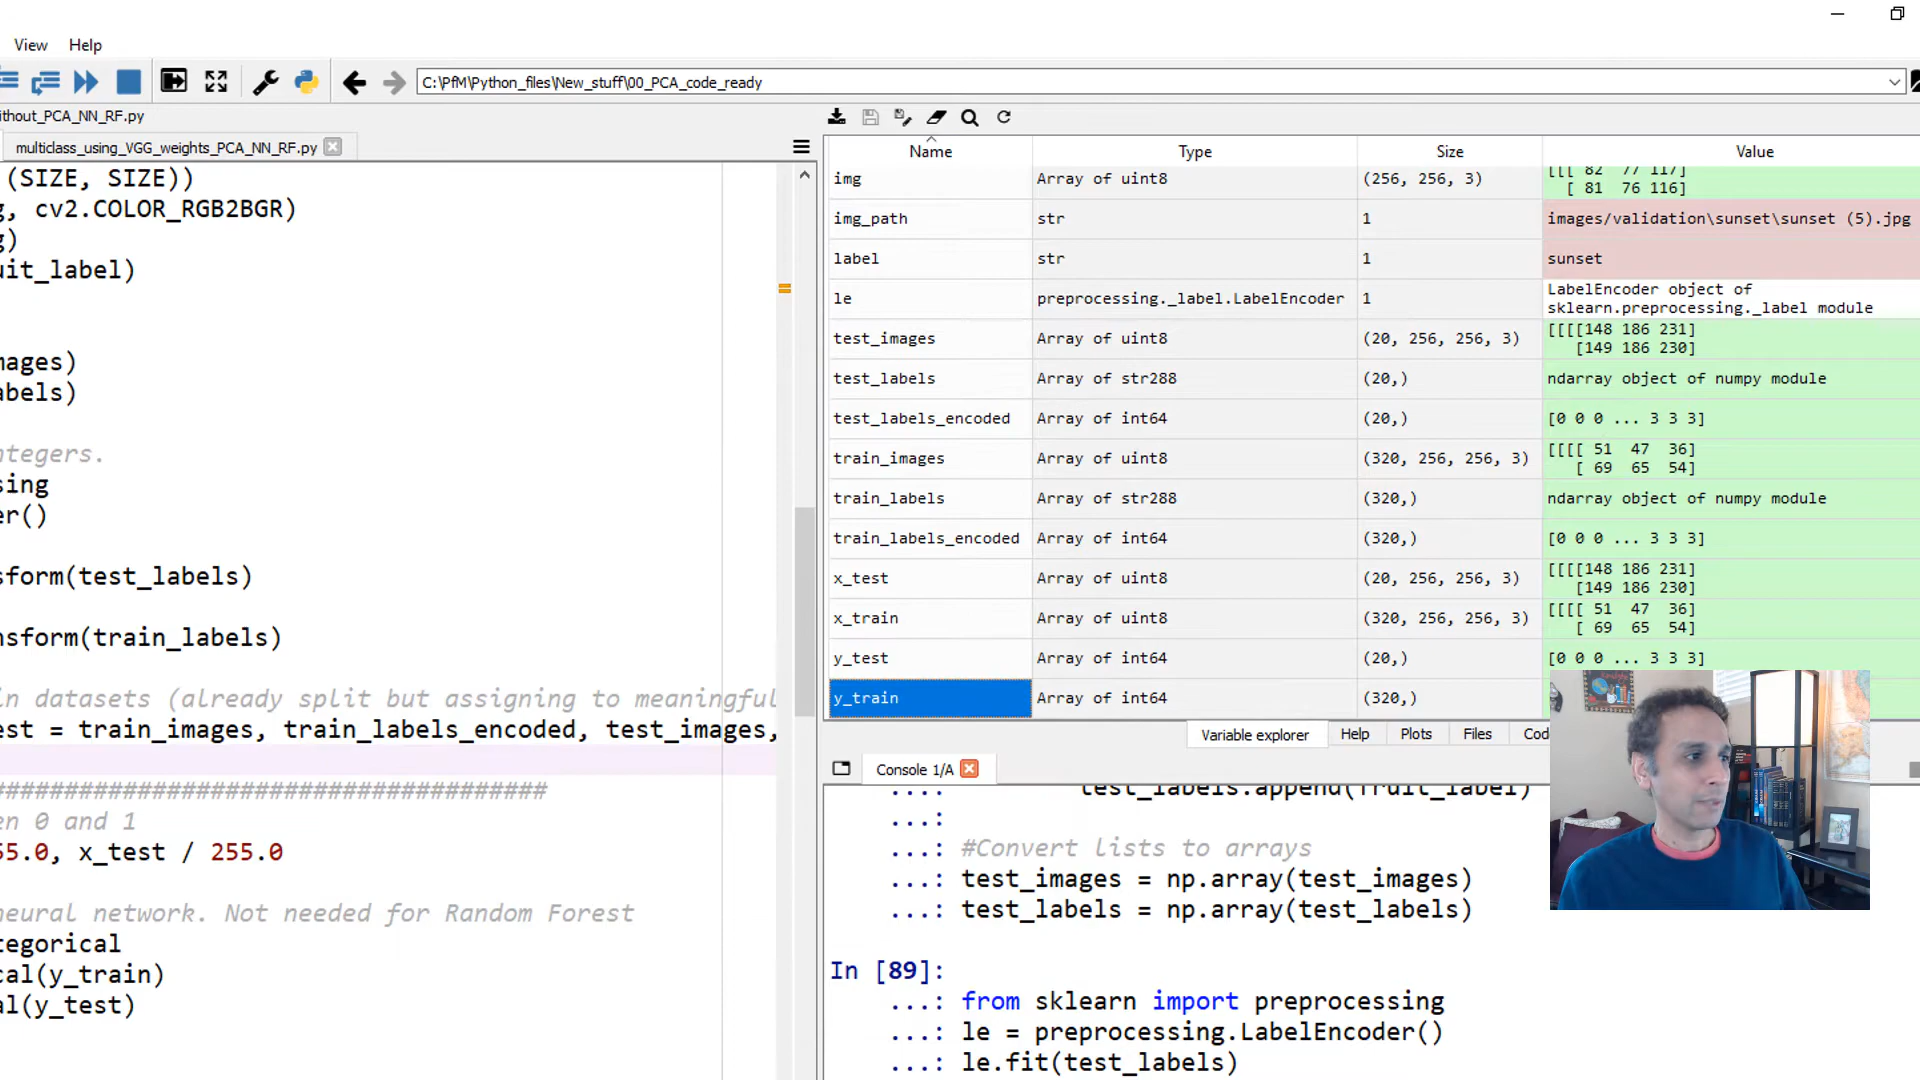 View Help
C:\PfM\Python_files\New_stuff\00_PCA_code_ready
ithout_PCA_NN_RF.py
multiclass_using_VGG_weights_PCA_NN_RF.py
(SIZE, SIZE))
g, cv2.COLOR_RGB2BGR)
g)
uit_label)
mages)
abels)
ntegers.
sing
er()
sform(test_labels)
nsform(train_labels)
in datasets (already split but assigning to meaningful
est = train_images, train_labels_encoded, test_images,
######################################
en 0 and 1
55.0, x_test / 255.0
neural network. Not needed for Random Forest
tegorical
cal(y_train)
al(y_test)
Name Type Size Value
img Array of uint8 (256, 256, 3) [[[ 82 77 117]
[ 81 76 116]
img_path str 1 images/validation\sunset\sunset (5).jpg
label str 1 sunset
le preprocessing._label.LabelEncoder 1 LabelEncoder object of
sklearn.preprocessing._label module
test_images Array of uint8 (20, 256, 256, 3) [[[[148 186 231]
[149 186 230]
test_labels Array of str288 (20,) ndarray object of numpy module
test_labels_encoded Array of int64 (20,) [0 0 0 ... 3 3 3]
train_images Array of uint8 (320, 256, 256, 3) [[[[ 51 47 36]
[ 69 65 54]
train_labels Array of str288 (320,) ndarray object of numpy module
train_labels_encoded Array of int64 (320,) [0 0 0 ... 3 3 3]
x_test Array of uint8 (20, 256, 256, 3) [[[[148 186 231]
[149 186 230]
x_train Array of uint8 (320, 256, 256, 3) [[[[ 51 47 36]
[ 69 65 54]
y_test Array of int64 (20,) [0 0 0 ... 3 3 3]
y_train Array of int64 (320,)
Variable explorer Help Plots Files Cod
Console 1/A
...: test_labels.append(fruit_label)
...:
...: #Convert lists to arrays
...: test_images = np.array(test_images)
...: test_labels = np.array(test_labels)
In [89]:
...: from sklearn import preprocessing
...: le = preprocessing.LabelEncoder()
...: le.fit(test_labels)